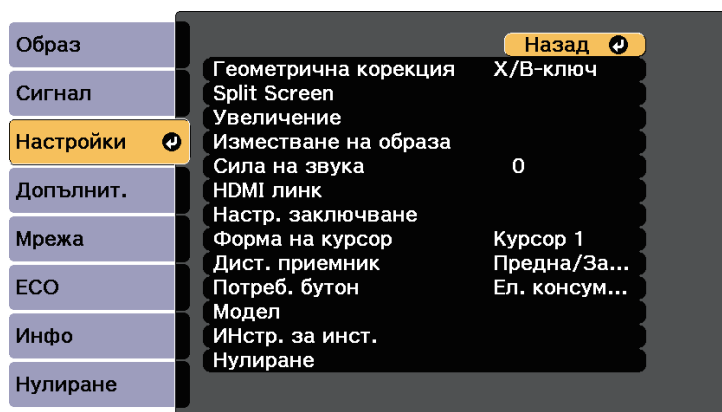 Образ
Сигнал
Настройки
Допълнит.
Мрежа
ECO
Инфо
Нулиране
Назад
Геометрична корекция Х/В-ключ
Split Screen
Увеличение
Изместване на образа
Сила на звука 0
HDMI линк
Настр. заключване
Форма на курсор Курсор 1
Дист. приемник Предна/За...
Потреб. бутон Ел. консум...
Модел
ИНстр. за инст.
Нулиране